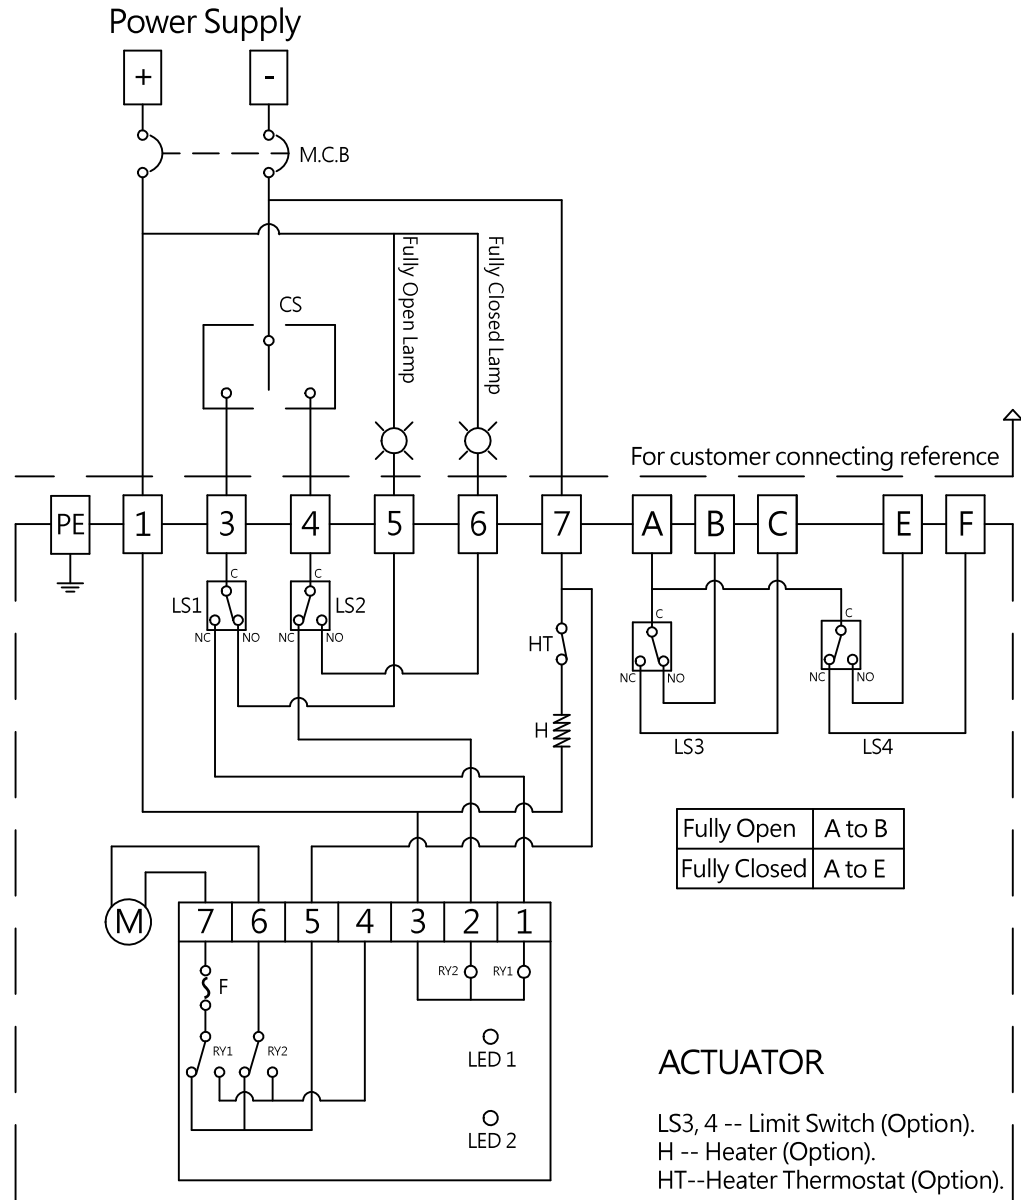 Power Supply
+ -
M.C.B
CS
Fully Open Lamp
Fully Closed Lamp
For customer connecting reference
PE 1 3 4 5 6 7 A B C E F
C C
LS1 LS2
NC NO NC NO
HT
C C
NC NO NC NO
H
LS3 LS4
Fully Open A to B
Fully Closed A to E
M
7 6 5 4 3 2 1
RY2 RY1
F
RY1 RY2
LED 1
LED 2
ACTUATOR
LS3, 4 -- Limit Switch (Option).
H -- Heater (Option).
HT--Heater Thermostat (Option).